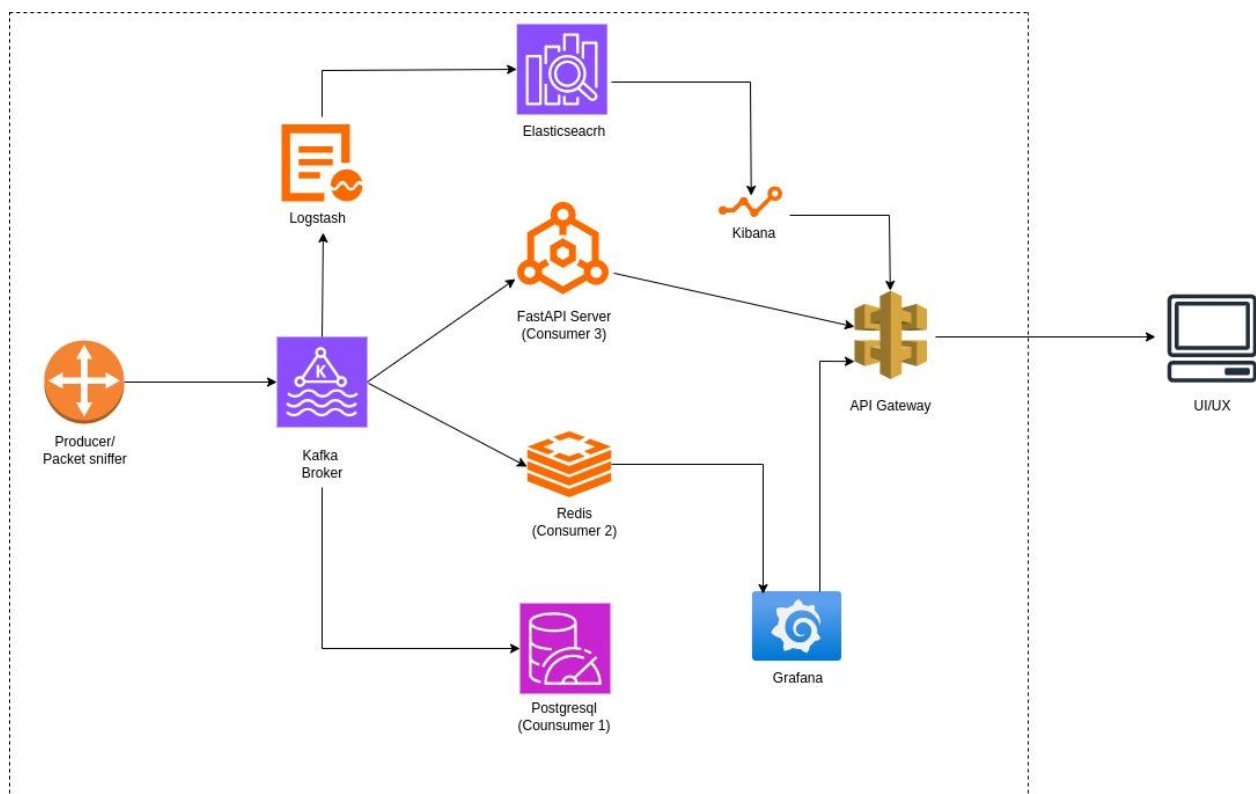 Elasticseacrh
Logstash
Kibana
FastAPI Server
(Consumer 3)
K
Producer/
Packet sniffer
Kafka
Broker
API Gateway
UI/UX
Redis
(Consumer 2)
Grafana
Postgresql
(Counsumer 1)